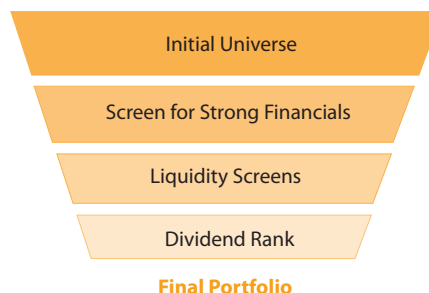 Initial Universe
Screen for Strong Financials
Liquidity Screens
Dividend Rank
Final Portfolio